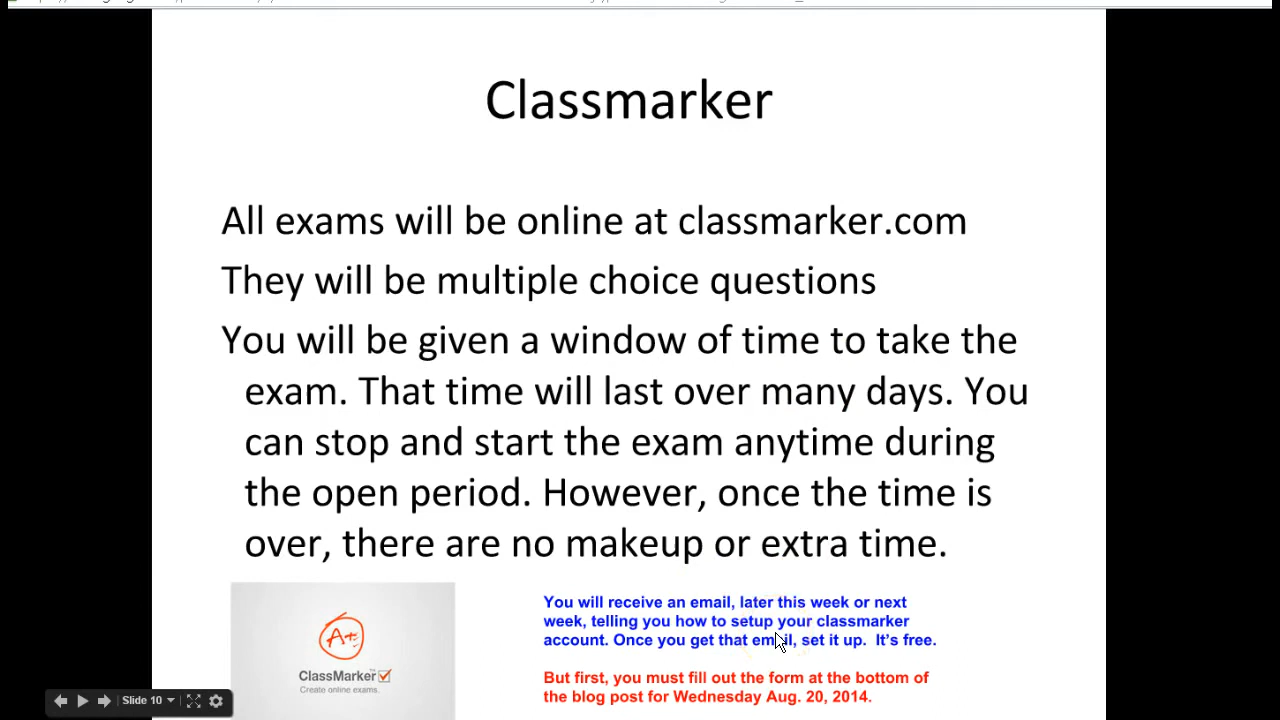 Classmarker
All exams will be online at classmarker.com
They will be multiple choice questions
You will be given a window of time to take the
exam. That time will last over many days. You
can stop and start the exam anytime during
the open period. However, once the time is
over, there are no makeup or extra time.
You will receive an email, later this week or next
week, telling you how to setup your classmarker
account. Once you get that email, set it up. It's free.
But first, you must fill out the form at the bottom of
the blog post for Wednesday Aug. 20, 2014.
A+
ClassMarker
Create online exams.
Slide 10